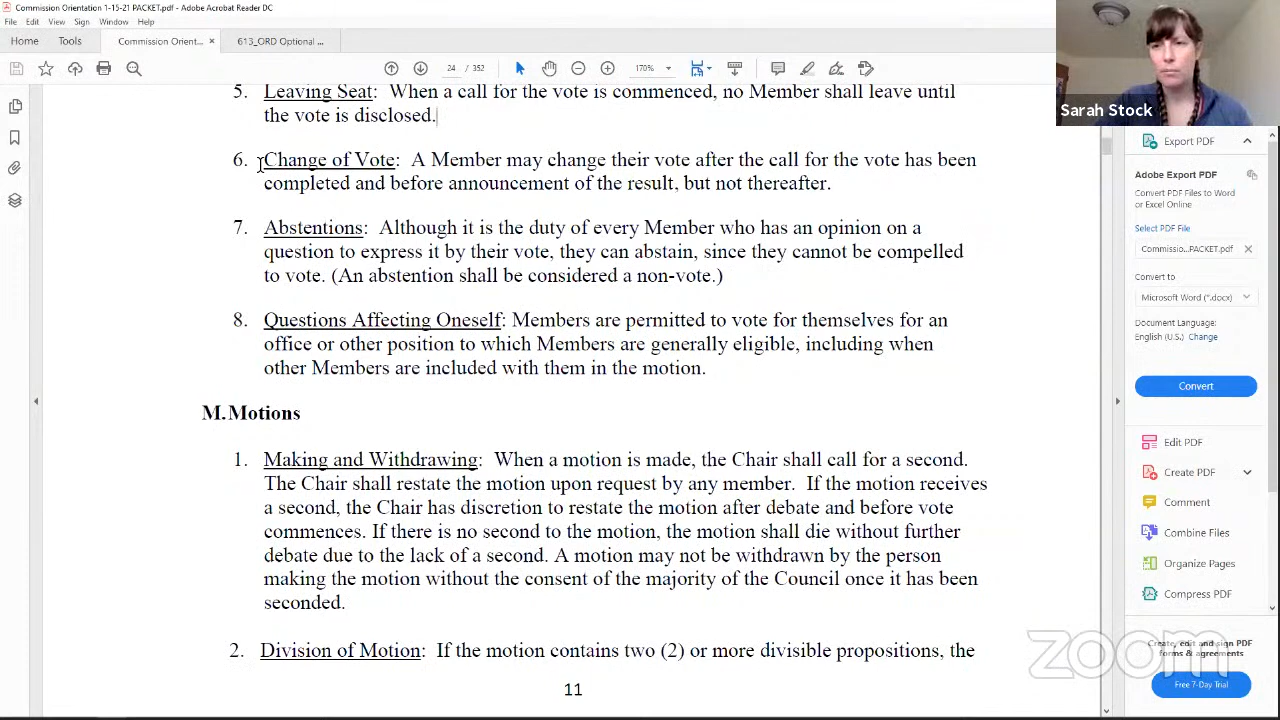 Commission Orientation 1-15-21 PACKET.pdf - Adobe Acrobat Reader DC
File Edit View Sign Window Help
Home Tools Commission Orient... × 613_ORD Optional ...
24 / 352 170%
Sarah Stock
5. Leaving Seat: When a call for the vote is commenced, no Member shall leave until
the vote is disclosed.
6. Change of Vote: A Member may change their vote after the call for the vote has been
completed and before announcement of the result, but not thereafter.
7. Abstentions: Although it is the duty of every Member who has an opinion on a
question to express it by their vote, they can abstain, since they cannot be compelled
to vote. (An abstention shall be considered a non-vote.)
8. Questions Affecting Oneself: Members are permitted to vote for themselves for an
office or other position to which Members are generally eligible, including when
other Members are included with them in the motion.
M. Motions
1. Making and Withdrawing: When a motion is made, the Chair shall call for a second.
The Chair shall restate the motion upon request by any member. If the motion receives
a second, the Chair has discretion to restate the motion after debate and before vote
commences. If there is no second to the motion, the motion shall die without further
debate due to the lack of a second. A motion may not be withdrawn by the person
making the motion without the consent of the majority of the Council once it has been
seconded.
2. Division of Motion: If the motion contains two (2) or more divisible propositions, the
11
Export PDF
Adobe Export PDF
Convert PDF Files to Word
or Excel Online
Select PDF File
Commissio...PACKET.pdf ×
Convert to
Microsoft Word (*.docx)
Document Language:
English (U.S.) Change
Convert
Edit PDF
Create PDF
Comment
Combine Files
Organize Pages
Compress PDF
Create, edit and sign PDF
forms & agreements
Free 7-Day Trial
zoom